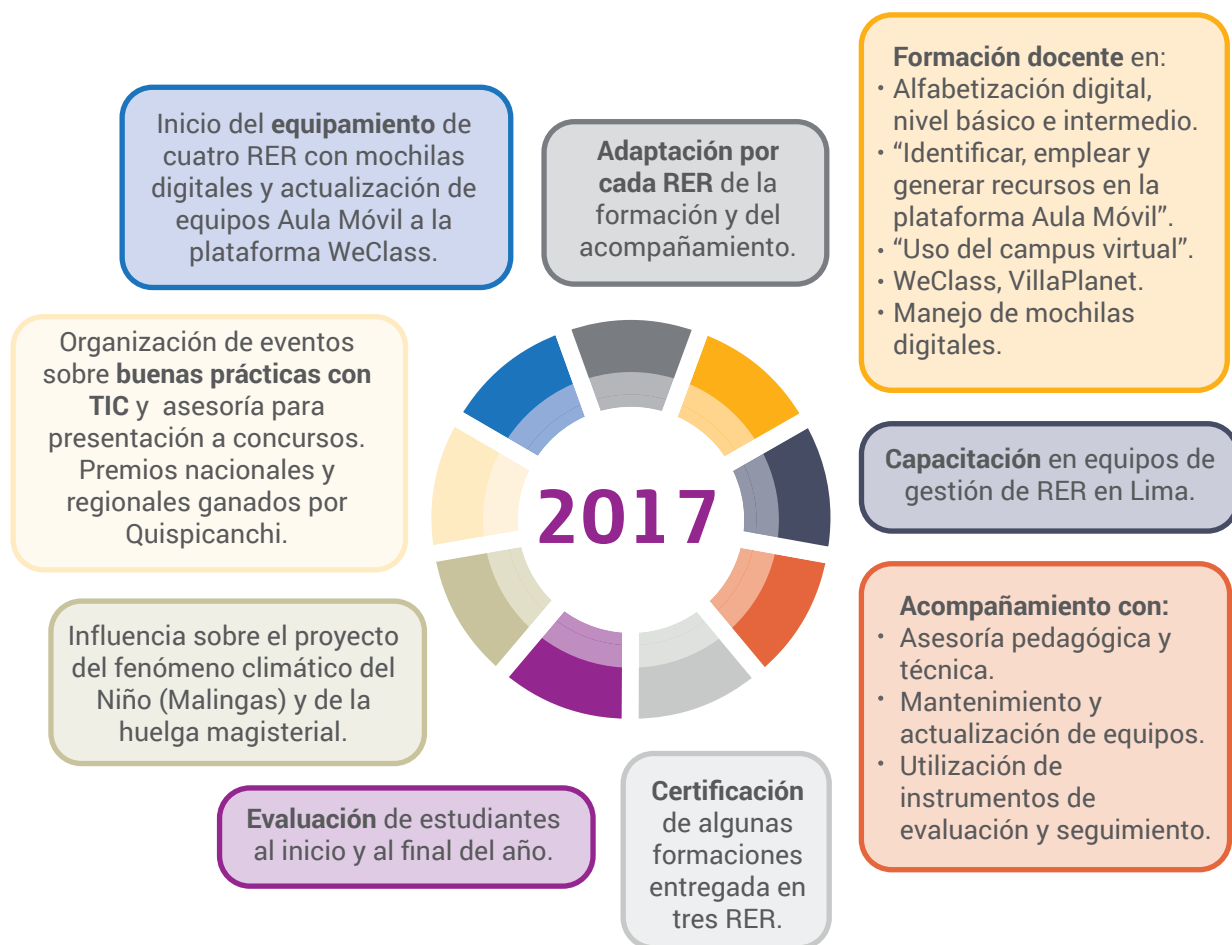 Inicio del equipamiento de
cuatro RER con mochilas
digitales y actualización de
equipos Aula Móvil a la
plataforma WeClass.
Adaptación por
cada RER de la
formación y del
acompañamiento.
Formación docente en:
· Alfabetización digital,
nivel básico e intermedio.
· “Identificar, emplear y
generar recursos en la
plataforma Aula Móvil”.
· “Uso del campus virtual”.
· WeClass, VillaPlanet.
· Manejo de mochilas
digitales.
Organización de eventos
sobre buenas prácticas con
TIC y asesoría para
presentación a concursos.
Premios nacionales y
regionales ganados por
Quispicanchi.
2017
Capacitación en equipos de
gestión de RER en Lima.
Influencia sobre el proyecto
del fenómeno climático del
Niño (Malingas) y de la
huelga magisterial.
Acompañamiento con:
· Asesoría pedagógica y
técnica.
· Mantenimiento y
actualización de equipos.
· Utilización de
instrumentos de
evaluación y seguimiento.
Evaluación de estudiantes
al inicio y al final del año.
Certificación
de algunas
formaciones
entregada en
tres RER.